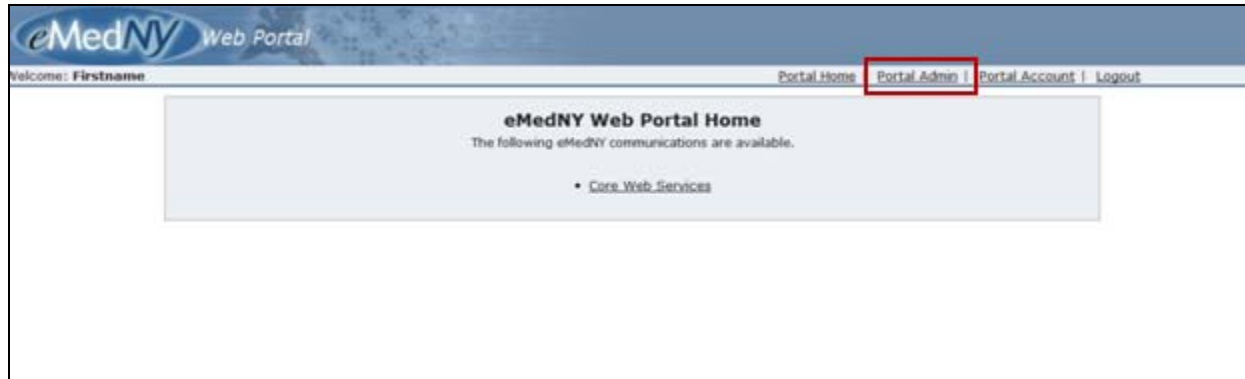 eMedNY Web Portal
Welcome: Firstname Portal Home Portal Admin | Portal Account | Logout
eMedNY Web Portal Home
The following eMedNY communications are available.
• Core Web Services